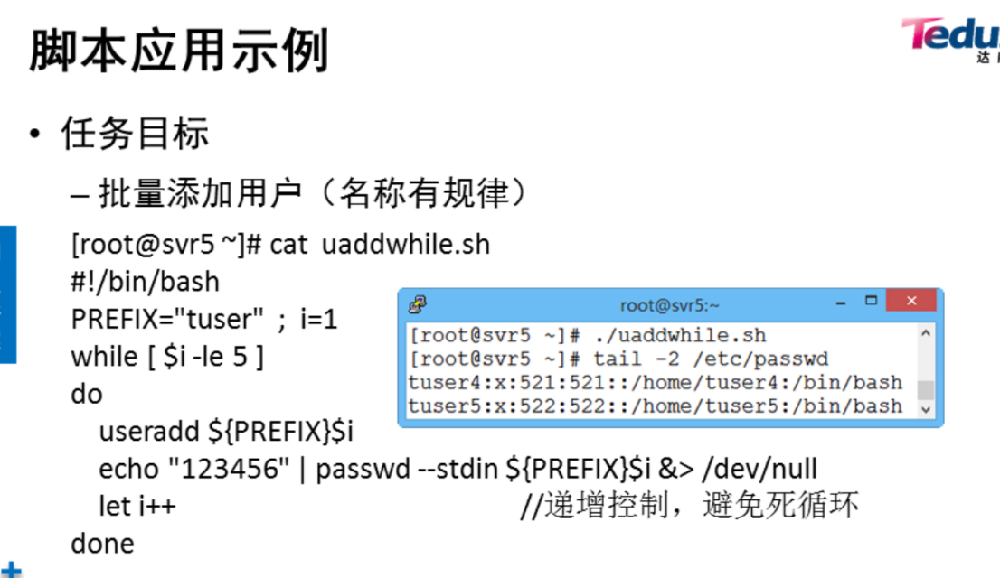 脚本应用示例
Tedu
达
• 任务目标
– 批量添加用户（名称有规律）
[root@svr5 ~]# cat uaddwhile.sh
#!/bin/bash
PREFIX="tuser" ; i=1
while [ $i -le 5 ]
do
useradd ${PREFIX}$i
echo "123456" | passwd --stdin ${PREFIX}$i &> /dev/null
let i++ //递增控制，避免死循环
done
root@svr5:~
[root@svr5 ~]# ./uaddwhile.sh
[root@svr5 ~]# tail -2 /etc/passwd
tuser4:x:521:521::/home/tuser4:/bin/bash
tuser5:x:522:522::/home/tuser5:/bin/bash